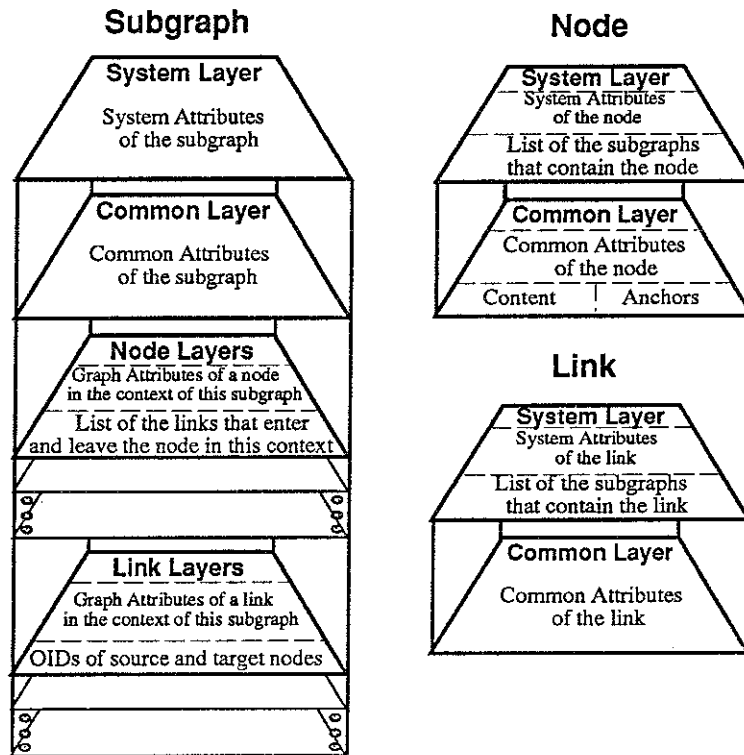 Subgraph
System Layer
System Attributes
of the subgraph
Common Layer
Common Attributes
of the subgraph
Node Layers
Graph Attributes of a node
in the context of this subgraph
List of the links that enter
and leave the node in this context
Link Layers
Graph Attributes of a link
in the context of this subgraph
OIDs of source and target nodes
Node
System Layer
System Attributes
of the node
List of the subgraphs
that contain the node
Common Layer
Common Attributes
of the node
Content Anchors
Link
System Layer
System Attributes
of the link
List of the subgraphs
that contain the link
Common Layer
Common Attributes
of the link